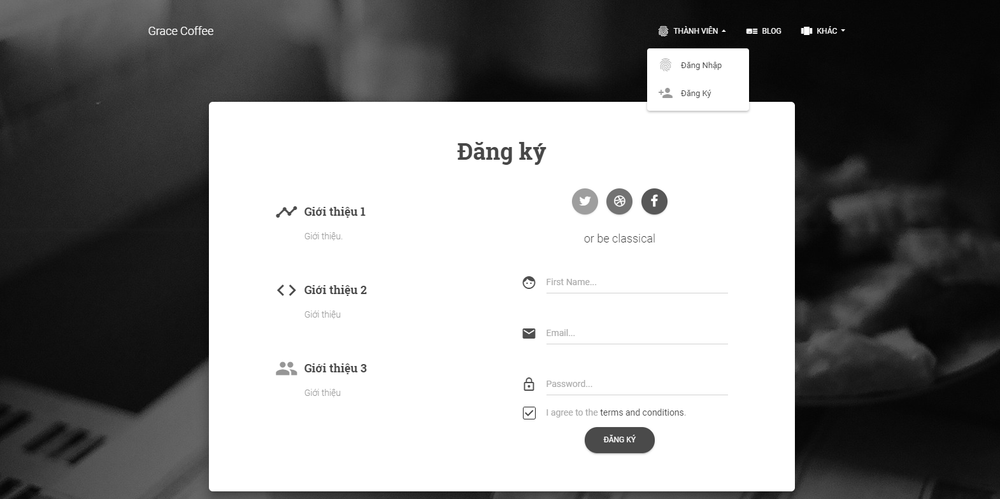 Grace Coffee
THÀNH VIÊN
BLOG
KHÁC
Đăng Nhập
Đăng Ký
Đăng ký
Giới thiệu 1
Giới thiệu.
Giới thiệu 2
Giới thiệu
Giới thiệu 3
Giới thiệu
or be classical
First Name...
Email...
Password...
I agree to the terms and conditions.
ĐĂNG KÝ